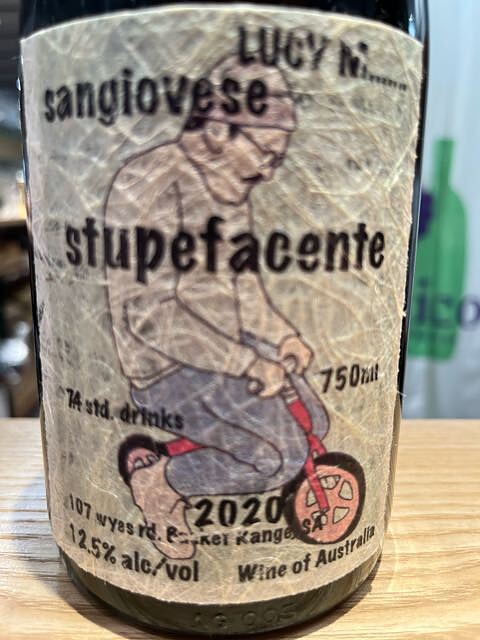 LUCY M......
sangiovese
stupefacente
750ml
7.4 std. drinks
2020
107 wyes rd. Basket Range, SA
12.5% alc/vol
Wine of Australia
ico